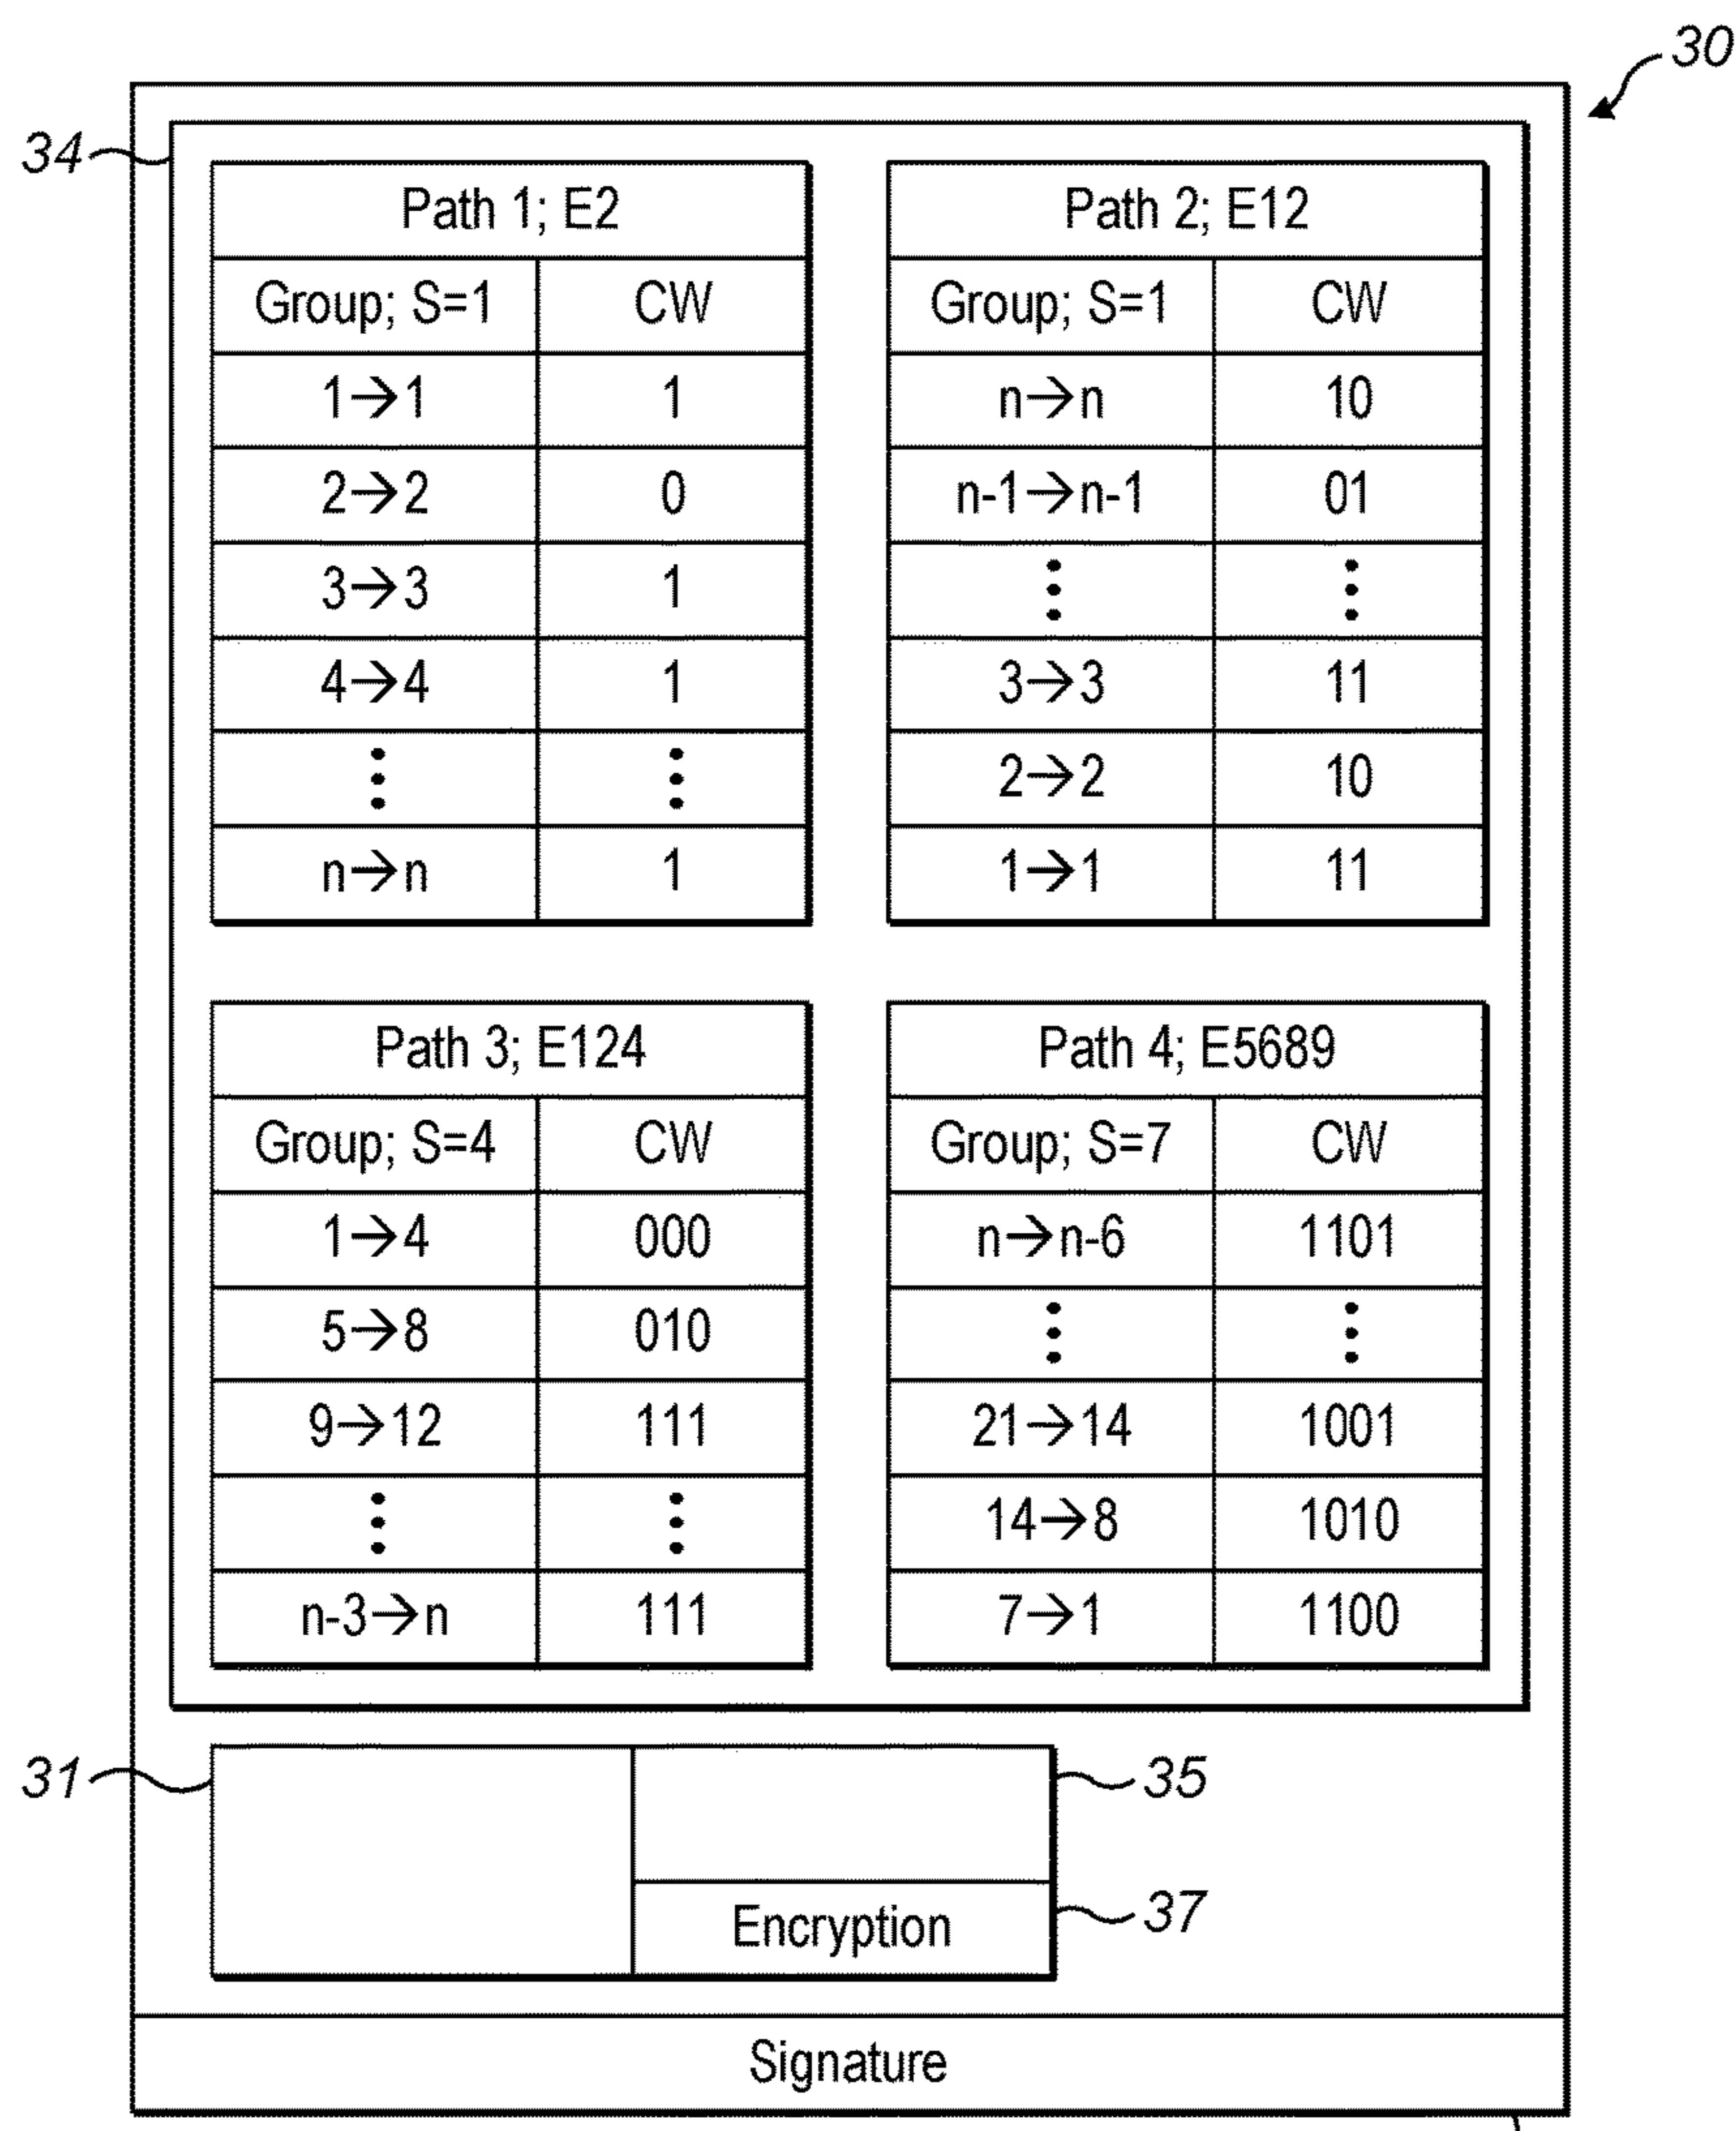 30
34
Path 1; E2
Group; S=1 CW
1→1 1
2→2 0
3→3 1
4→4 1
⋮ ⋮
n→n 1
Path 2; E12
Group; S=1 CW
n→n 10
n-1→n-1 01
⋮ ⋮
3→3 11
2→2 10
1→1 11
Path 3; E124
Group; S=4 CW
1→4 000
5→8 010
9→12 111
⋮ ⋮
n-3→n 111
Path 4; E5689
Group; S=7 CW
n→n-6 1101
⋮ ⋮
21→14 1001
14→8 1010
7→1 1100
31
35
Encryption 37
Signature